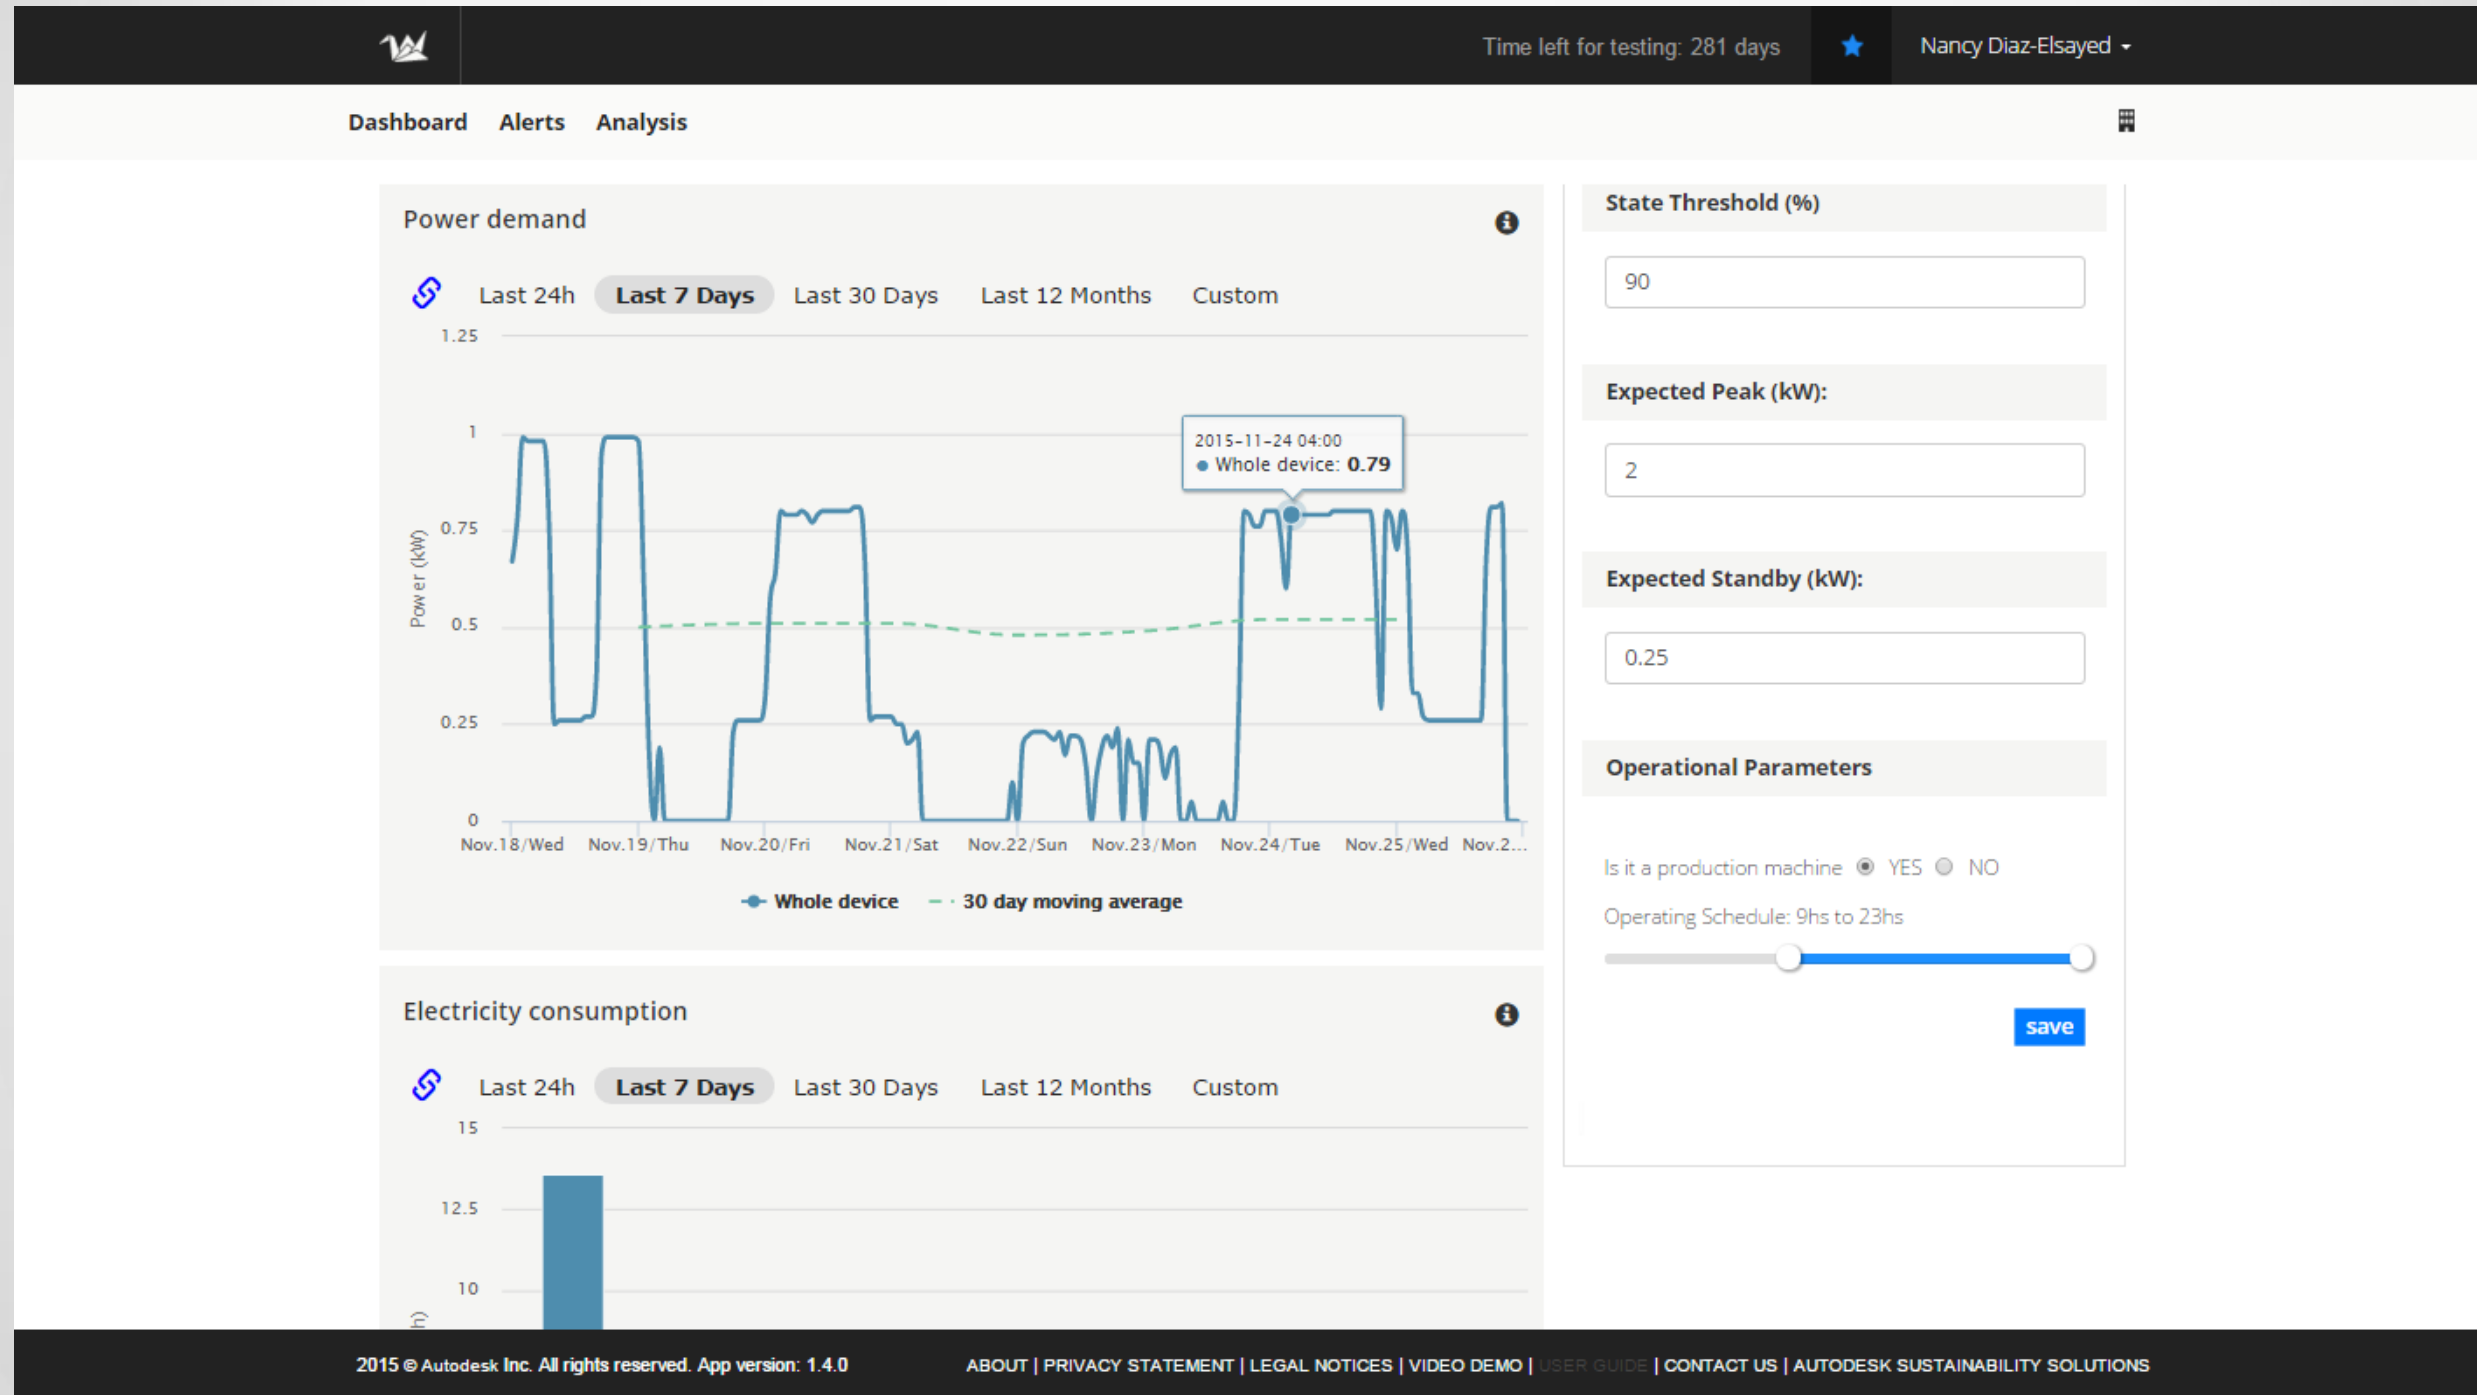 Time left for testing: 281 days
Nancy Diaz-Elsayed
Dashboard Alerts Analysis
Power demand
Last 24h Last 7 Days Last 30 Days Last 12 Months Custom
1.25
1
0.75
0.5
0.25
0
Power (kW)
2015-11-24 04:00
Whole device: 0.79
Nov.18/Wed Nov.19/Thu Nov.20/Fri Nov.21/Sat Nov.22/Sun Nov.23/Mon Nov.24/Tue Nov.25/Wed Nov.2...
Whole device 30 day moving average
Electricity consumption
Last 24h Last 7 Days Last 30 Days Last 12 Months Custom
15
12.5
10
h)
State Threshold (%)
90
Expected Peak (kW):
2
Expected Standby (kW):
0.25
Operational Parameters
Is it a production machine YES NO
Operating Schedule: 9hs to 23hs
save
2015 © Autodesk Inc. All rights reserved. App version: 1.4.0
ABOUT | PRIVACY STATEMENT | LEGAL NOTICES | VIDEO DEMO | USER GUIDE | CONTACT US | AUTODESK SUSTAINABILITY SOLUTIONS